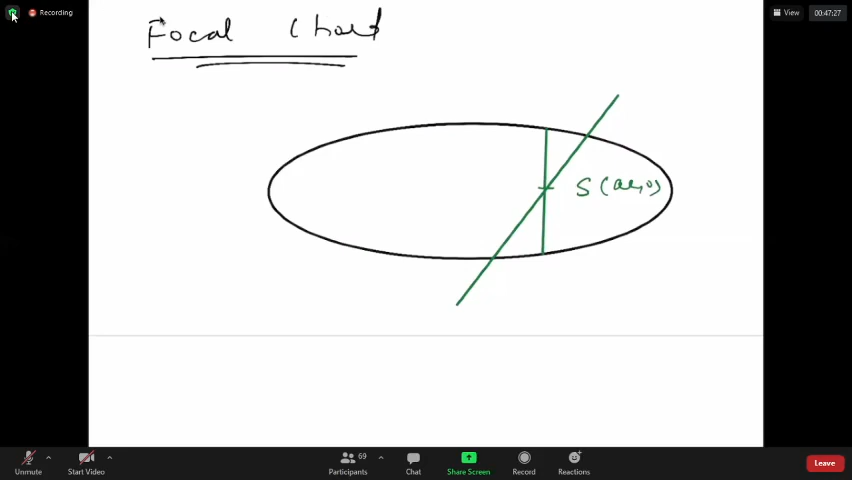 Recording
View
00:47:27
Focal Chord
S(ae,0)
Unmute
Start Video
69
Participants
Chat
Share Screen
Record
Reactions
Leave